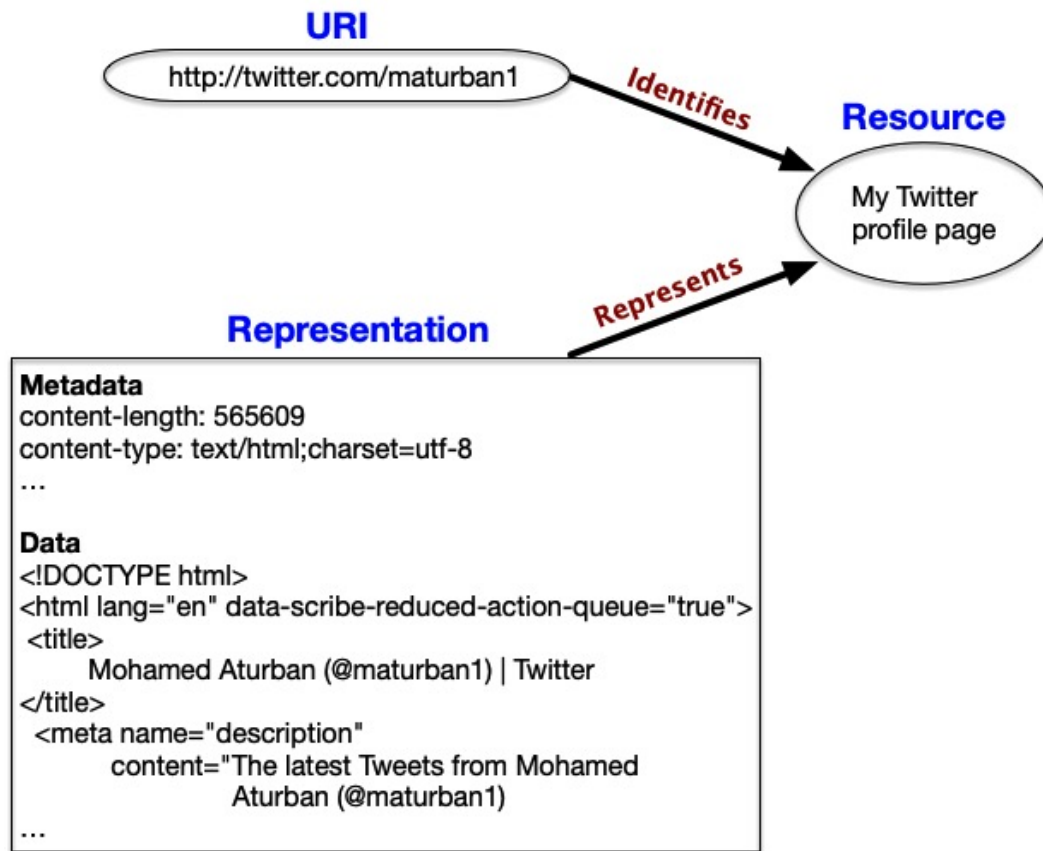 URI
http://twitter.com/maturban1
Identifies
Resource
My Twitter
profile page
Represents
Representation
Metadata
content-length: 565609
content-type: text/html;charset=utf-8
...
Data
<!DOCTYPE html>
<html lang="en" data-scribe-reduced-action-queue="true">
<title>
Mohamed Aturban (@maturban1) | Twitter
</title>
<meta name="description"
content="The latest Tweets from Mohamed
Aturban (@maturban1)
...